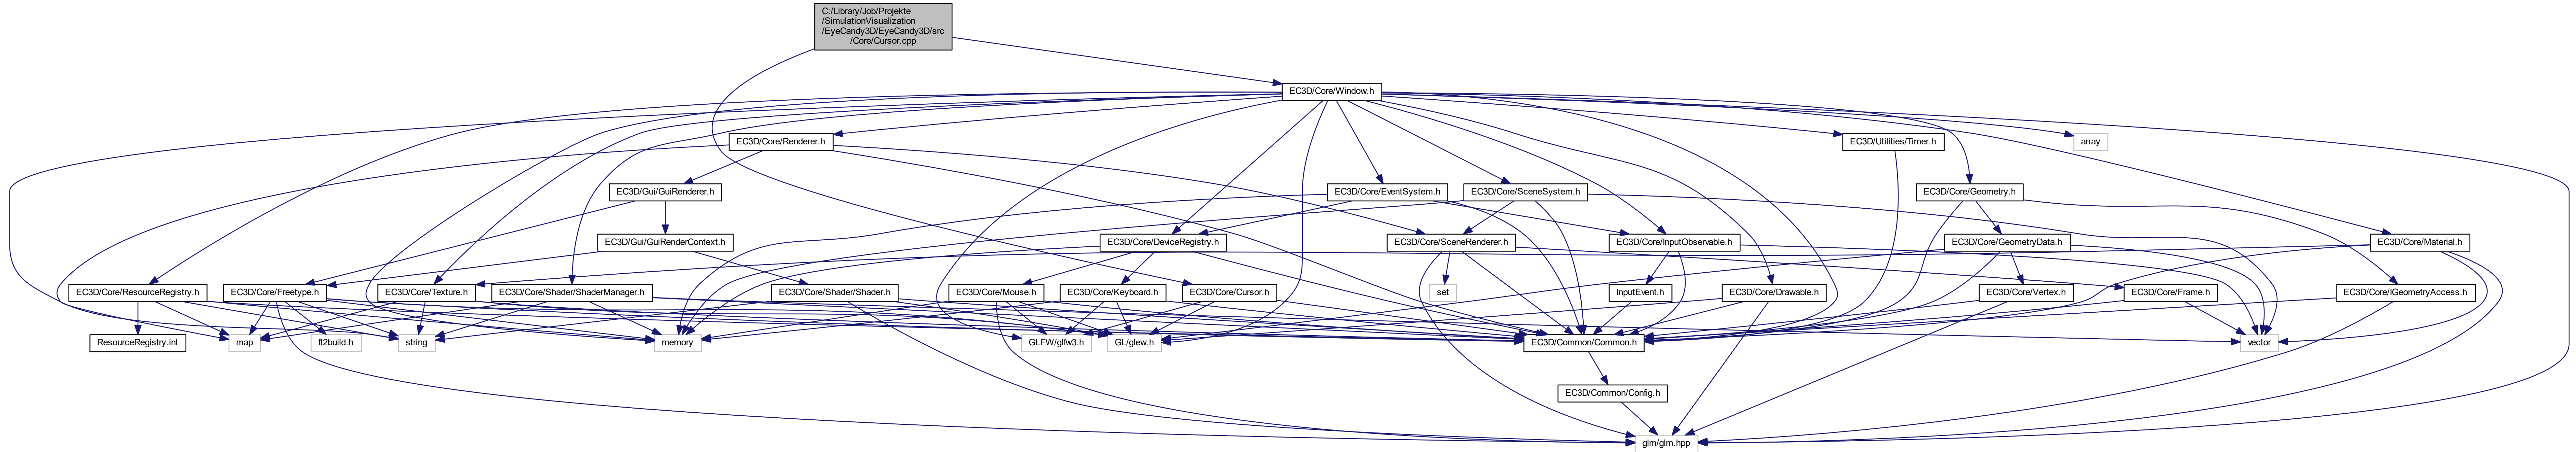 C:/Library/Job/Projekte
/SimulationVisualization
/EyeCandy3D/EyeCandy3D/src
/Core/Cursor.cpp
EC3D/Core/Window.h
EC3D/Core/Renderer.h
EC3D/Utilities/Timer.h
array
EC3D/Gui/GuiRenderer.h
EC3D/Core/EventSystem.h
EC3D/Core/SceneSystem.h
EC3D/Core/Geometry.h
EC3D/Gui/GuiRenderContext.h
EC3D/Core/DeviceRegistry.h
EC3D/Core/SceneRenderer.h
EC3D/Core/InputObservable.h
EC3D/Core/GeometryData.h
EC3D/Core/Material.h
EC3D/Core/ResourceRegistry.h
EC3D/Core/Freetype.h
EC3D/Core/Texture.h
EC3D/Core/Shader/ShaderManager.h
EC3D/Core/Shader/Shader.h
EC3D/Core/Mouse.h
EC3D/Core/Keyboard.h
EC3D/Core/Cursor.h
set
InputEvent.h
EC3D/Core/Drawable.h
EC3D/Core/Vertex.h
EC3D/Core/Frame.h
EC3D/Core/IGeometryAccess.h
ResourceRegistry.inl
map
ft2build.h
string
memory
GLFW/glfw3.h
GL/glew.h
EC3D/Common/Common.h
vector
EC3D/Common/Config.h
glm/glm.hpp